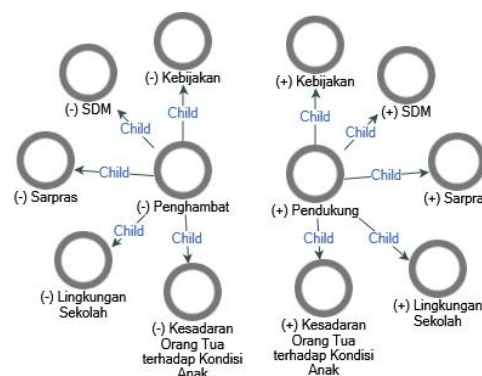 (-) Kebijakan
(+) Kebijakan
(-) SDM
(+) SDM
Child
Child
Child
Child
(-) Sarpras
Child
(-) Penghambat
(+) Pendukung
Child
(+) Sarpra
Child
Child
Child
Child
(-) Lingkungan
Sekolah
(-) Kesadaran
Orang Tua
terhadap Kondisi
Anak
(+) Kesadaran
Orang Tua
terhadap Kondisi
Anak
(+) Lingkungan
Sekolah